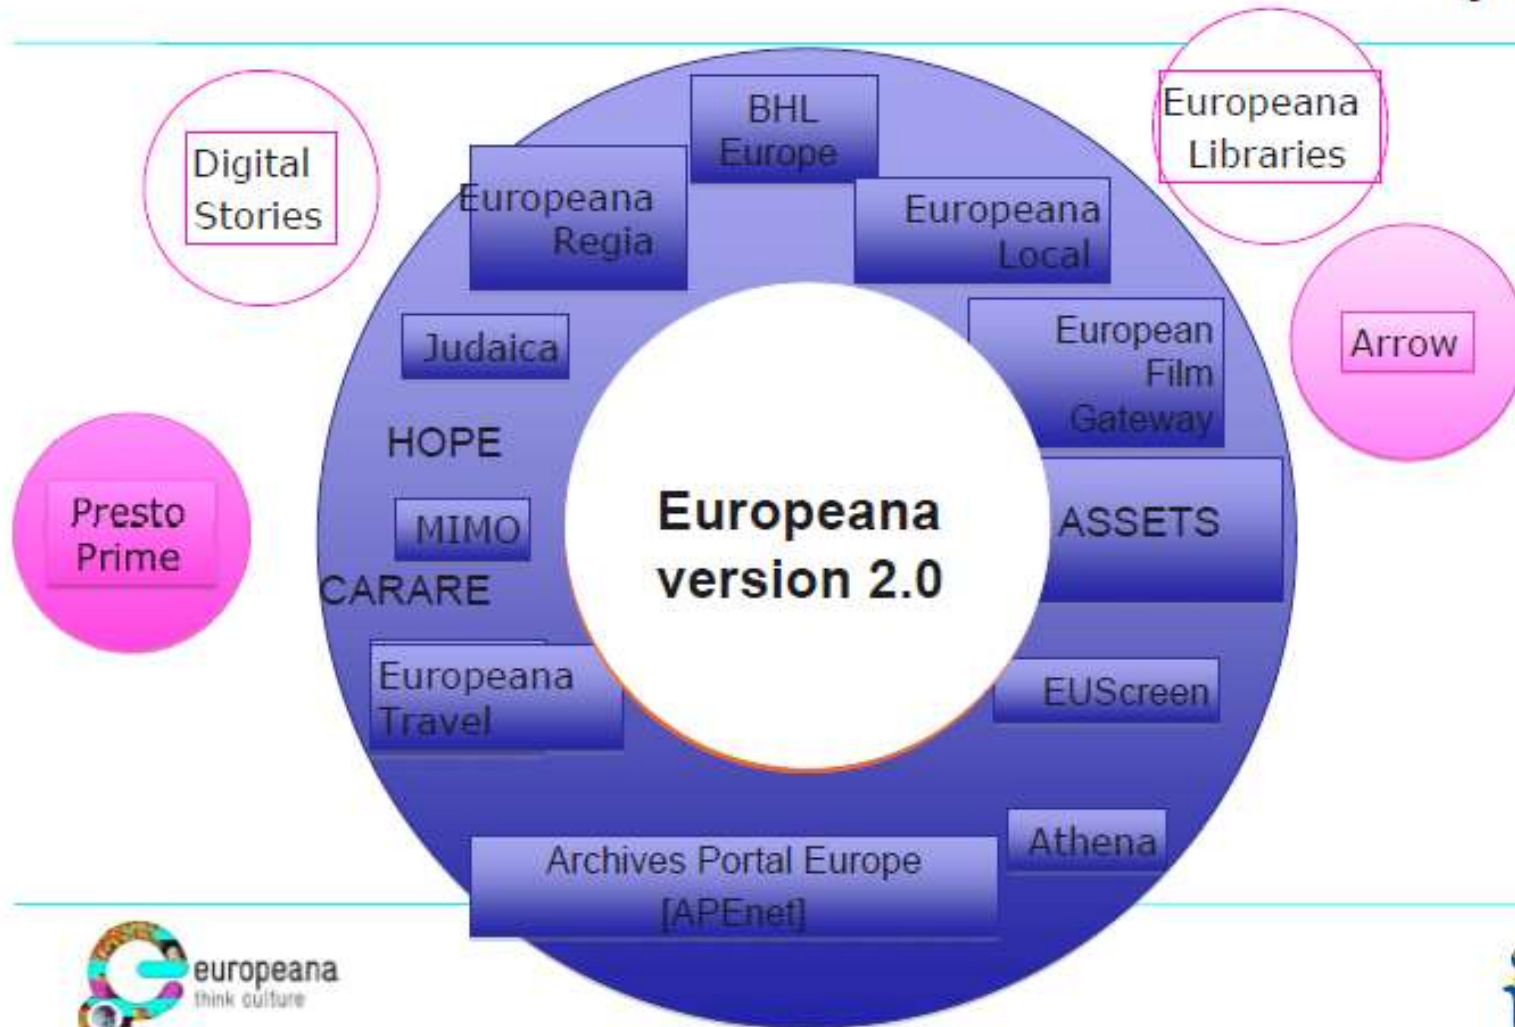 BHL
Europe
Europeana
Libraries
Digital
Stories
Europeana
Regia
Europeana
Local
Judaica
European
Film
Gateway
Arrow
HOPE
Presto
Prime
MIMO
Europeana
version 2.0
ASSETS
CARARE
Europeana
Travel
EUScreen
Athena
Archives Portal Europe
[APEnet]
europeana
think culture